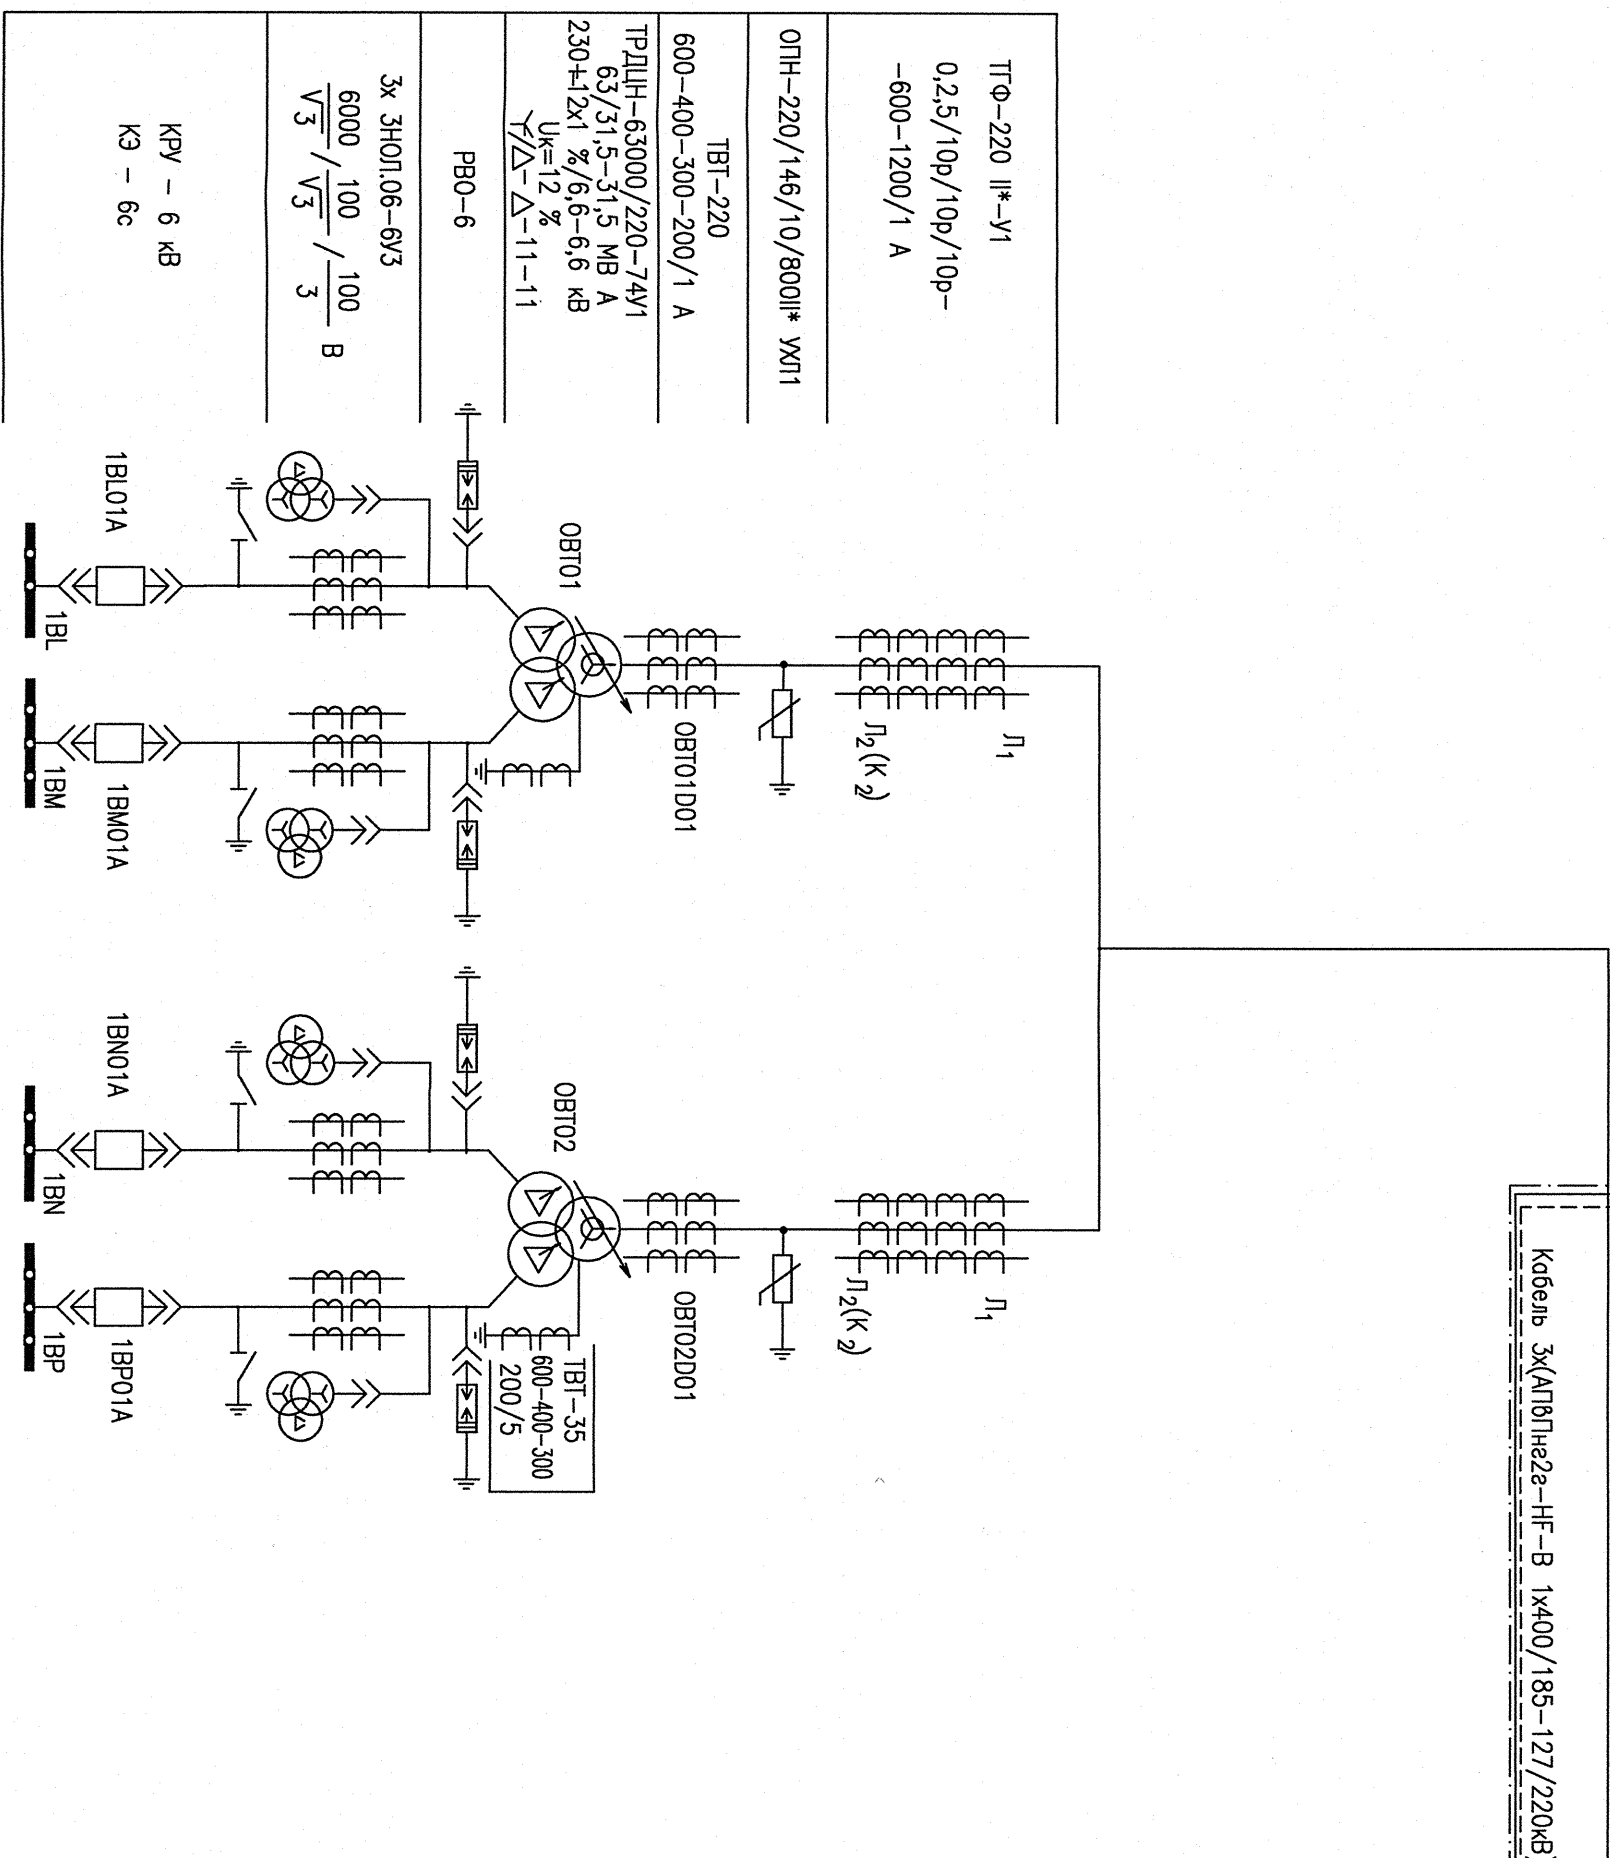 ТГФ-220 II*-У1
0,2,5/10р/10р/10р-
-600-1200/1 А
ОПН-220/146/10/800II* УХЛ1
ТВТ-220
600-400-300-200/1 А
ТРДЦН-63000/220-74У1
63/31,5-31,5 МВ А
230+-12х1 %/6,6-6,6 кВ
Uк=12 %
Y/△-△-11-11
РВО-6
3х ЗНОЛ.06-6У3
6000/√3 / 100/√3 / 100/3 В
КРУ - 6 кВ
КЭ - 6с
Л1
Л2(К2)
0ВТ01D01
0ВТ01
1BL01A
1BL
1BM01A
1BM
Л1
Л2(К2)
0ВТ02D01
0ВТ02
ТВТ-35
600-400-300
200/5
1BN01A
1BN
1BP01A
1BP
Кабель 3х(АПвПнг2г-HF-В 1х400/185-127/220кВ)